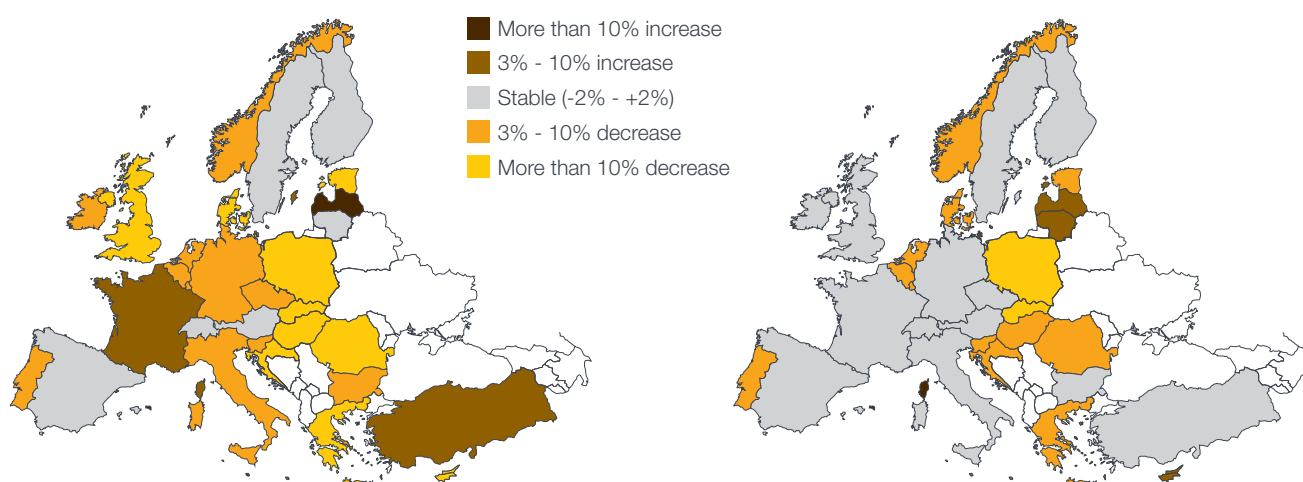 More than 10% increase
3% - 10% increase
Stable (-2% - +2%)
3% - 10% decrease
More than 10% decrease